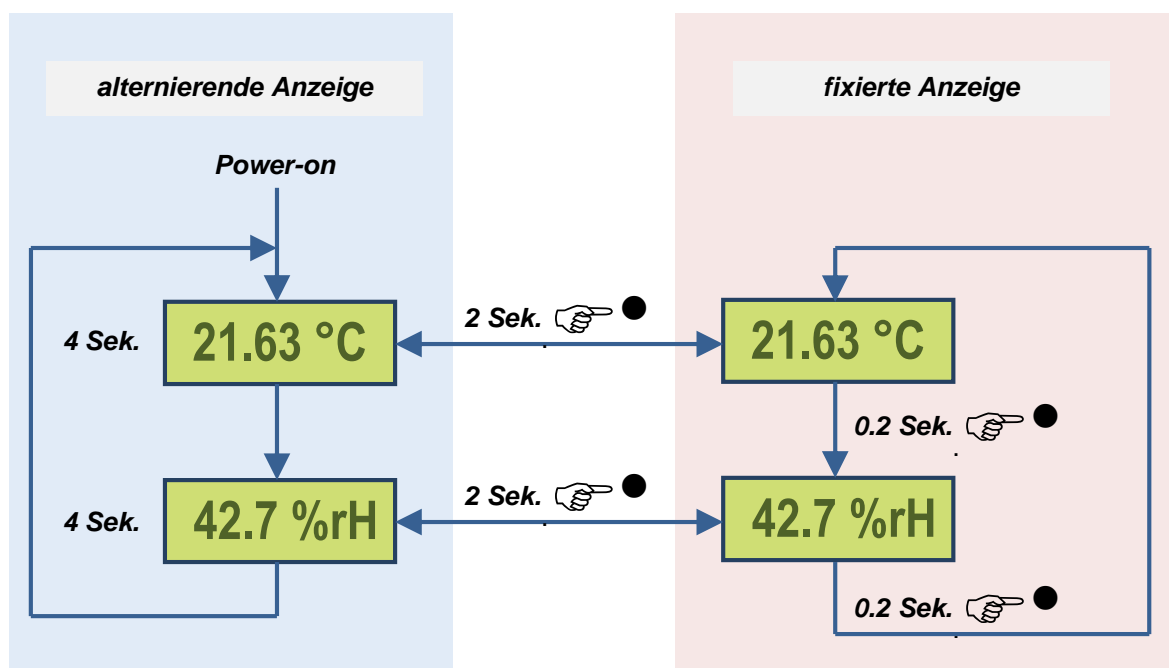 alternierende Anzeige
fixierte Anzeige
Power-on
4 Sek.
21.63 °C
2 Sek.
21.63 °C
0.2 Sek.
4 Sek.
42.7 %rH
2 Sek.
42.7 %rH
0.2 Sek.